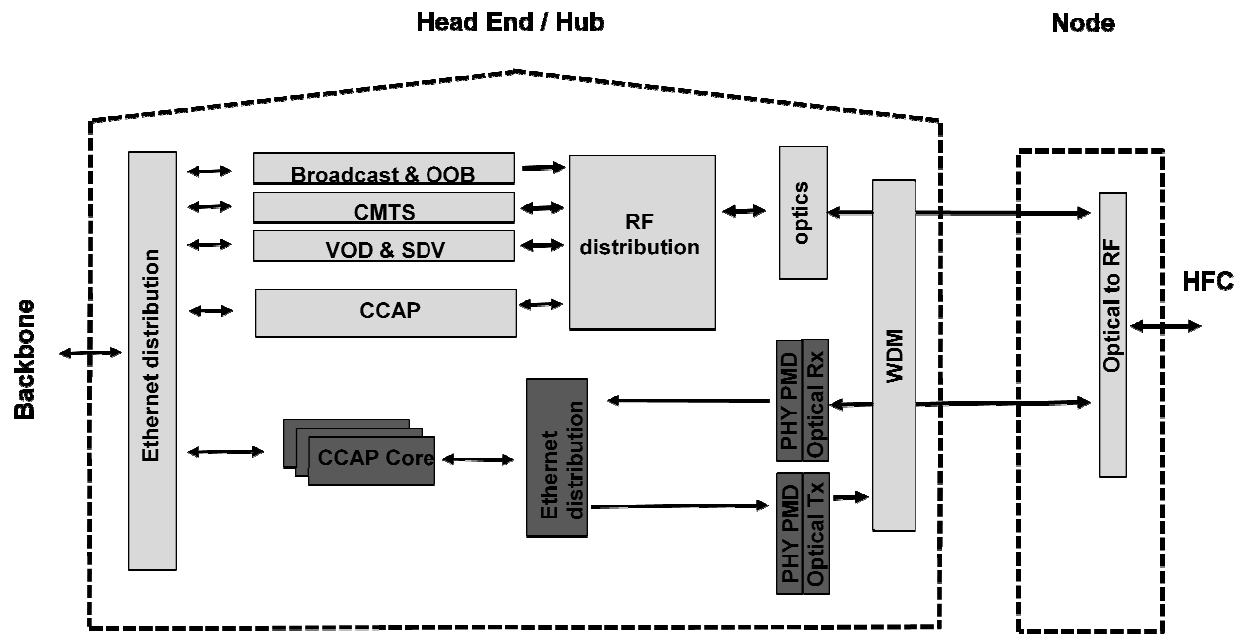 Head End / Hub
Node
Backbone
Ethernet distribution
Broadcast & OOB
CMTS
VOD & SDV
CCAP
RF
distribution
optics
WDM
Optical to RF
HFC
CCAP Core
Ethernet
distribution
PHY PMD
Optical Rx
PHY PMD
Optical Tx